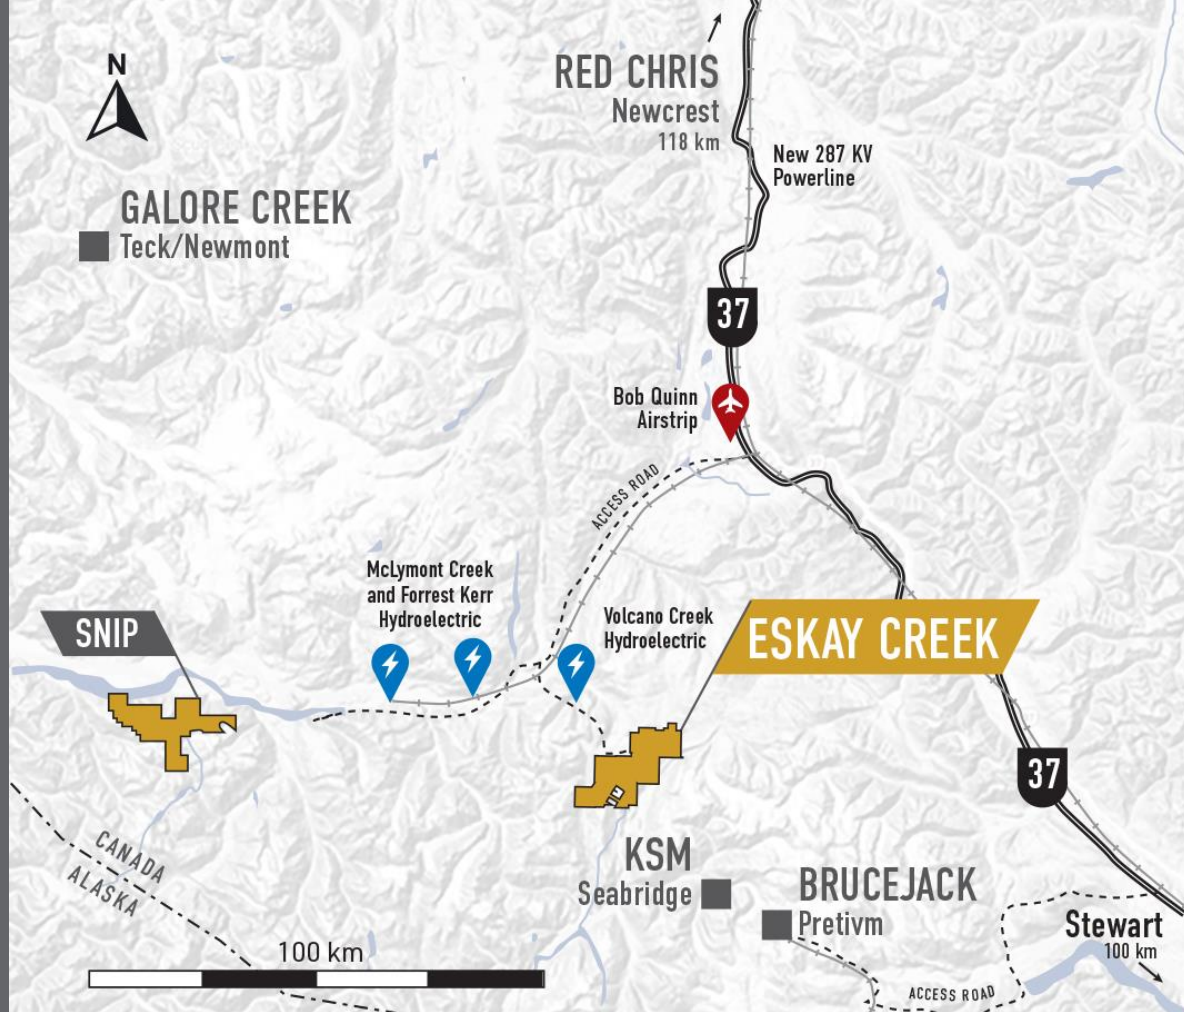 N
RED CHRIS
Newcrest
118 km
New 287 KV
Powerline
GALORE CREEK
Teck/Newmont
37
Bob Quinn
Airstrip
ACCESS ROAD
McLymont Creek
and Forrest Kerr
Hydroelectric
Volcano Creek
Hydroelectric
SNIP
ESKAY CREEK
37
CANADA
ALASKA
KSM
Seabridge
BRUCEJACK
Pretivm
Stewart
100 km
100 km
ACCESS ROAD